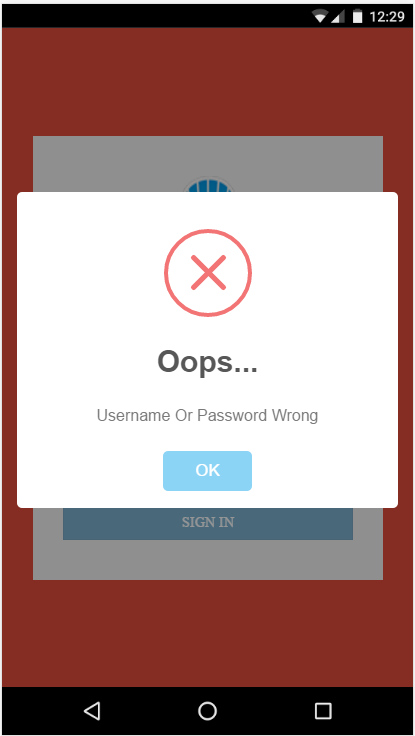 12:29
Oops...
Username Or Password Wrong
OK
SIGN IN